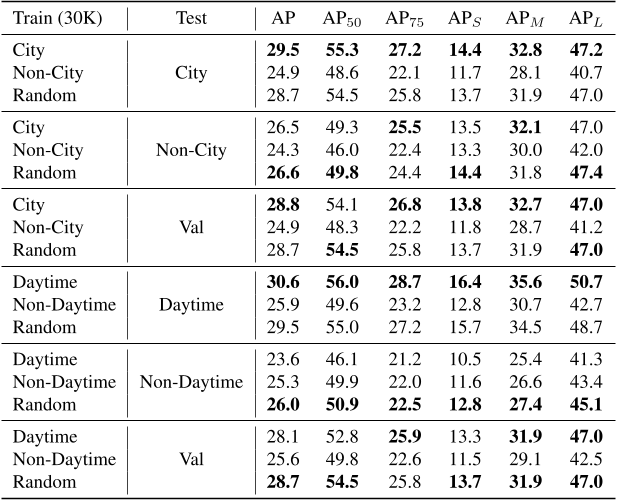 Train (30K) Test AP AP50 AP75 APS APM APL
City 29.5 55.3 27.2 14.4 32.8 47.2
Non-City City 24.9 48.6 22.1 11.7 28.1 40.7
Random 28.7 54.5 25.8 13.7 31.9 47.0
City 26.5 49.3 25.5 13.5 32.1 47.0
Non-City Non-City 24.3 46.0 22.4 13.3 30.0 42.0
Random 26.6 49.8 24.4 14.4 31.8 47.4
City 28.8 54.1 26.8 13.8 32.7 47.0
Non-City Val 24.9 48.3 22.2 11.8 28.7 41.2
Random 28.7 54.5 25.8 13.7 31.9 47.0
Daytime 30.6 56.0 28.7 16.4 35.6 50.7
Non-Daytime Daytime 25.9 49.6 23.2 12.8 30.7 42.7
Random 29.5 55.0 27.2 15.7 34.5 48.7
Daytime 23.6 46.1 21.2 10.5 25.4 41.3
Non-Daytime Non-Daytime 25.3 49.9 22.0 11.6 26.6 43.4
Random 26.0 50.9 22.5 12.8 27.4 45.1
Daytime 28.1 52.8 25.9 13.3 31.9 47.0
Non-Daytime Val 25.6 49.8 22.6 11.5 29.1 42.5
Random 28.7 54.5 25.8 13.7 31.9 47.0